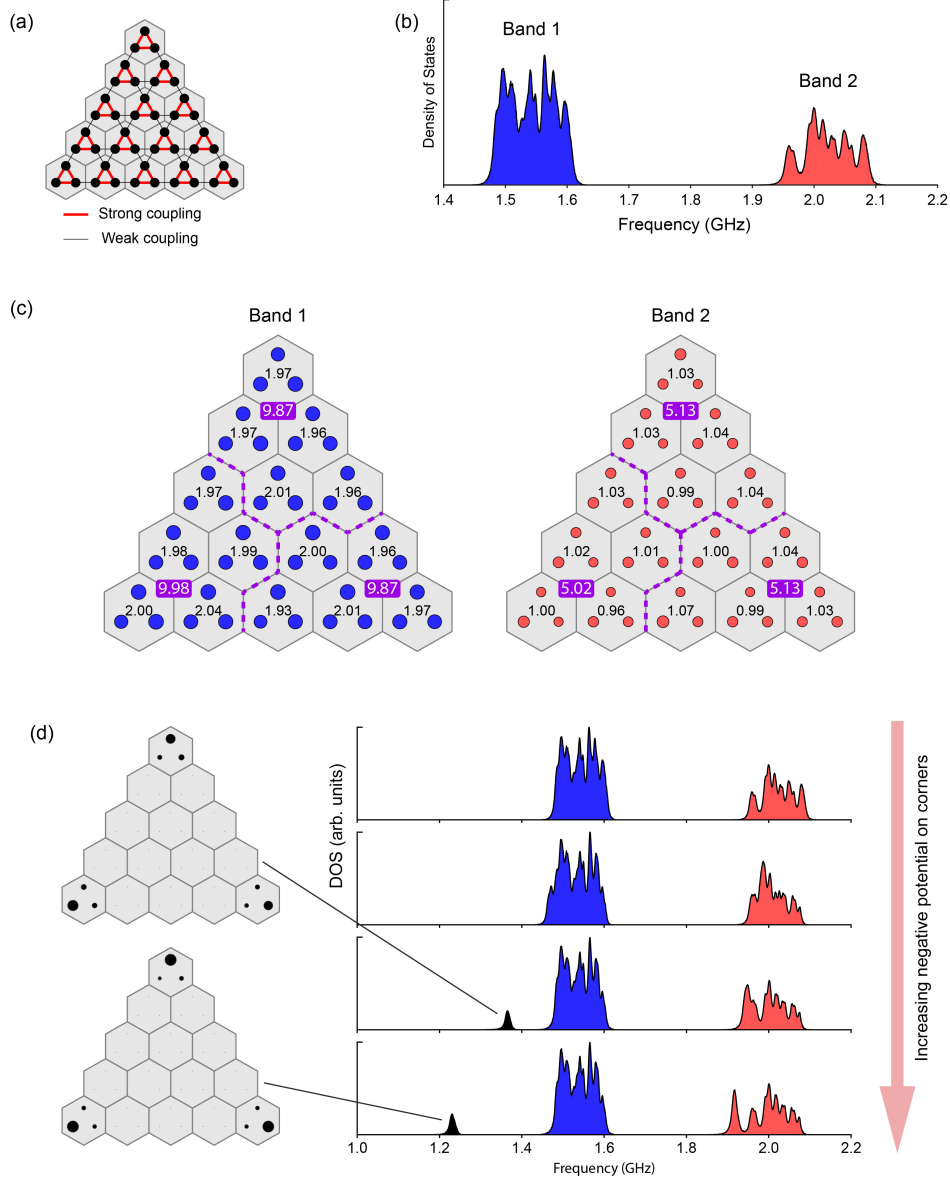 (a)
Strong coupling
Weak coupling
(b)
Density of States
Band 1
Band 2
1.4 1.5 1.6 1.7 1.8 1.9 2.0 2.1 2.2
Frequency (GHz)
(c)
Band 1
1.97
9.87
1.97 1.96
1.97 2.01 1.96
1.98 1.99 2.00 1.96
9.98 9.87
2.00 2.04 1.93 2.01 1.97
Band 2
1.03
5.13
1.03 1.04
1.03 0.99 1.04
1.02 1.01 1.00 1.04
5.02 5.13
1.00 0.96 1.07 0.99 1.03
(d)
DOS (arb. units)
1.0 1.2 1.4 1.6 1.8 2.0 2.2
Frequency (GHz)
Increasing negative potential on corners